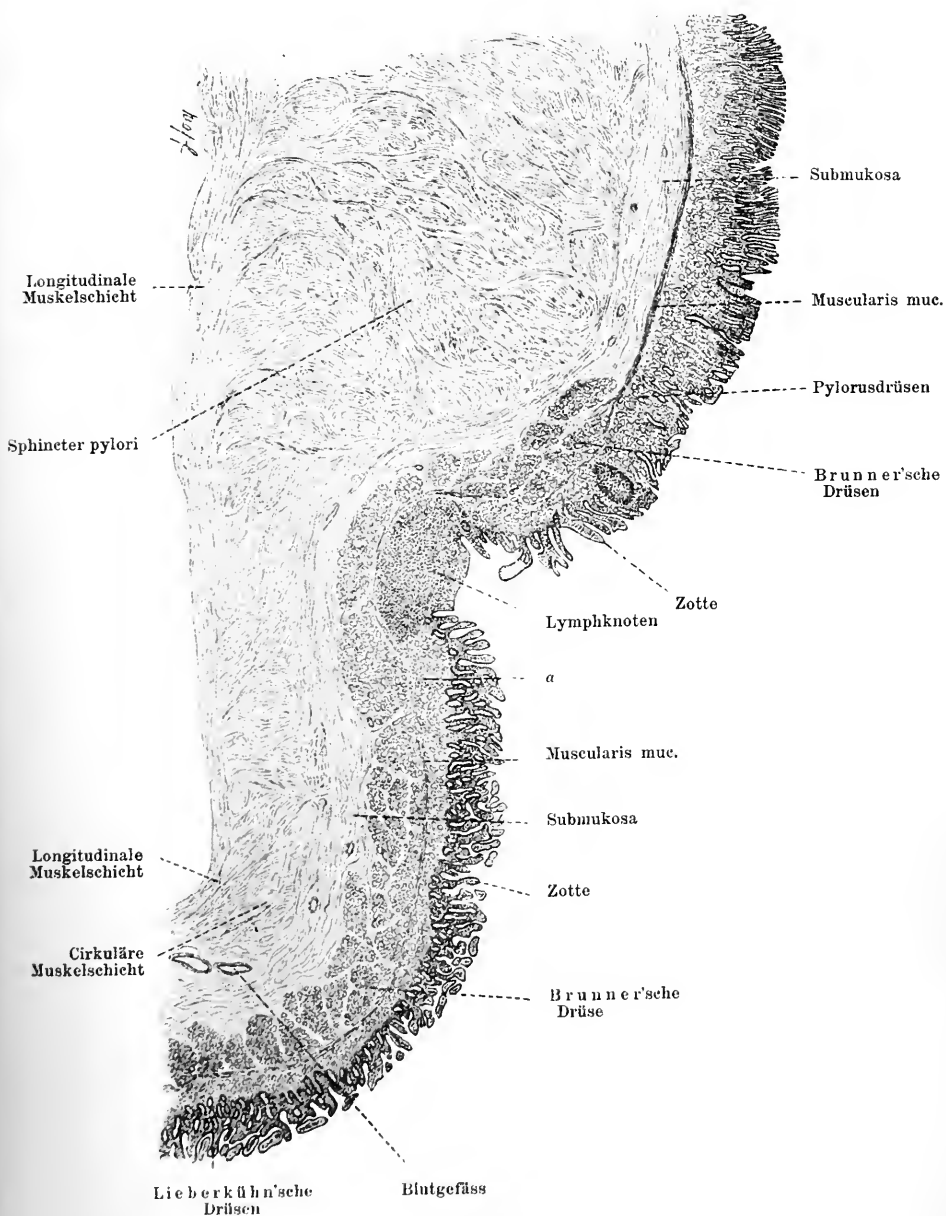 Submukosa
Longitudinale
Muskelschicht
Muscularis muc.
Pylorusdrüsen
Sphincter pylori
Brunner'sche
Drüsen
Zotte
Lymphknoten
a
Muscularis muc.
Submukosa
Longitudinale
Muskelschicht
Zotte
Cirkuläre
Muskelschicht
Brunner'sche
Drüse
Lieberkühn'sche
Drüsen
Blutgefäss